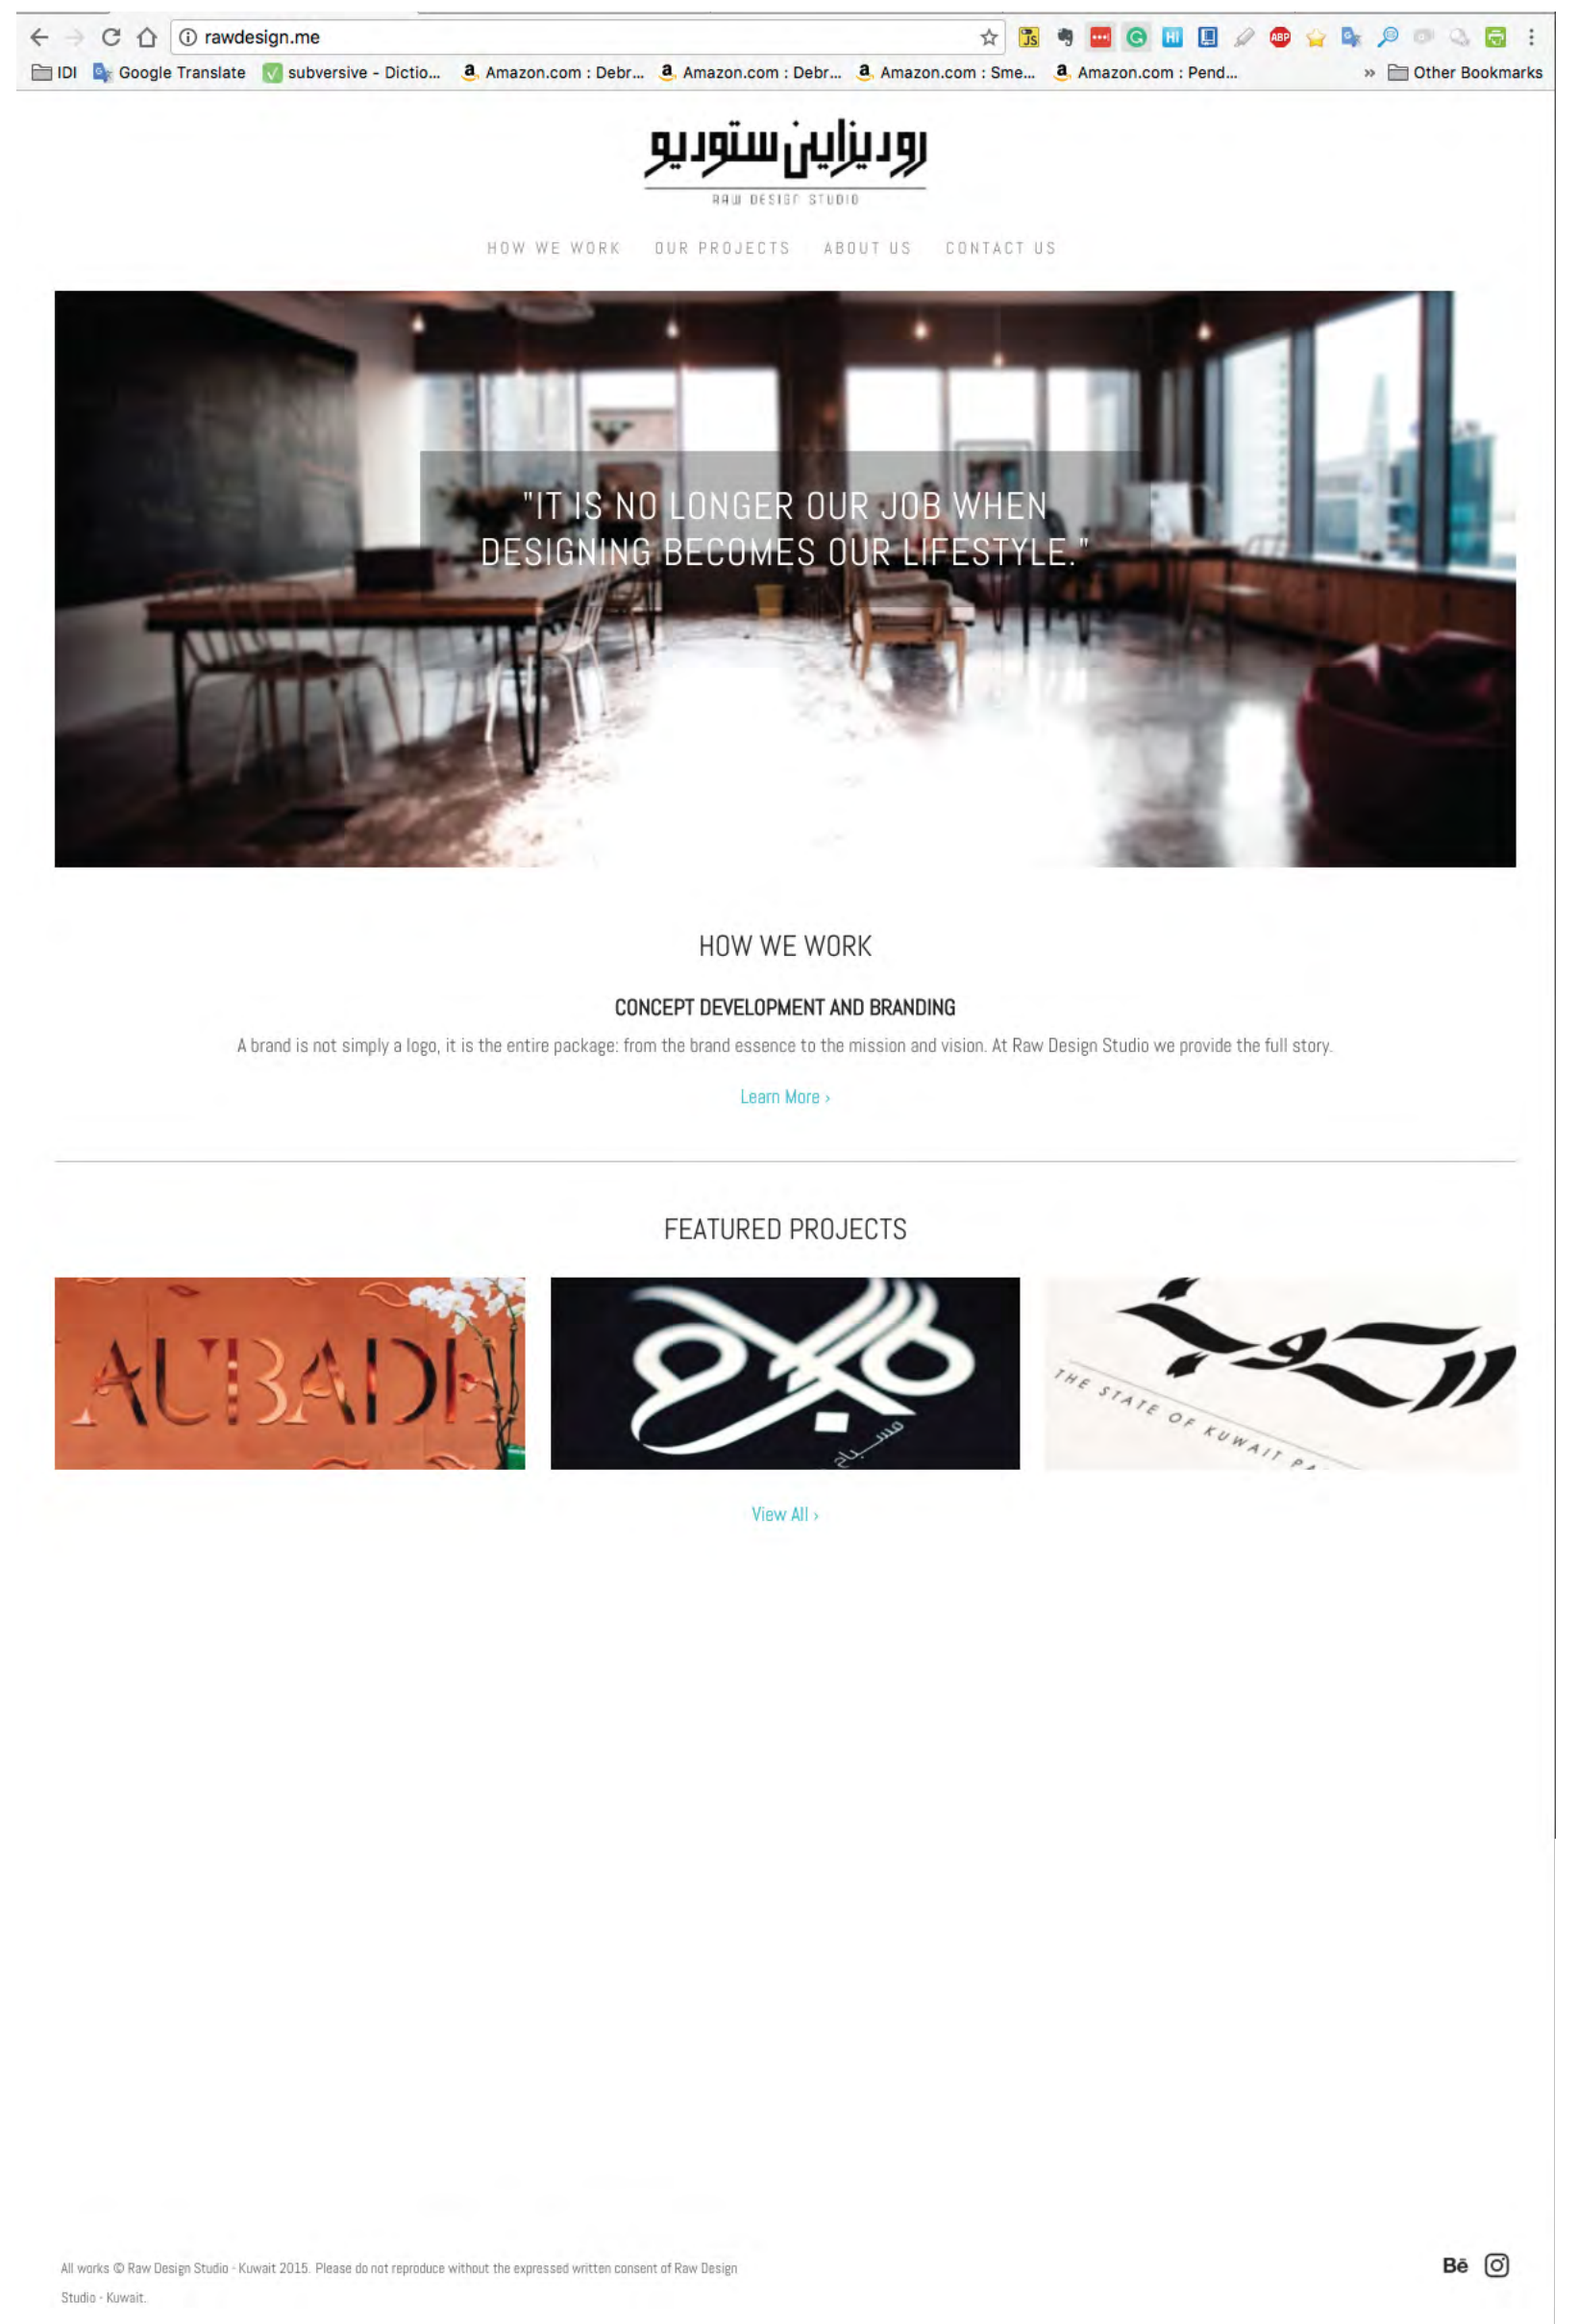 rawdesign.me
IDI Google Translate subversive - Dictio... Amazon.com : Debr... Amazon.com : Debr... Amazon.com : Sme... Amazon.com : Pend... » Other Bookmarks
رو ديزاين ستوديو
RAW DESIGN STUDIO
HOW WE WORK OUR PROJECTS ABOUT US CONTACT US
"IT IS NO LONGER OUR JOB WHEN
DESIGNING BECOMES OUR LIFESTYLE."
HOW WE WORK
CONCEPT DEVELOPMENT AND BRANDING
A brand is not simply a logo, it is the entire package: from the brand essence to the mission and vision. At Raw Design Studio we provide the full story.
Learn More ›
FEATURED PROJECTS
AUBADE
THE STATE OF KUWAIT
View All ›
All works © Raw Design Studio - Kuwait 2015. Please do not reproduce without the expressed written consent of Raw Design
Studio - Kuwait.
Bē